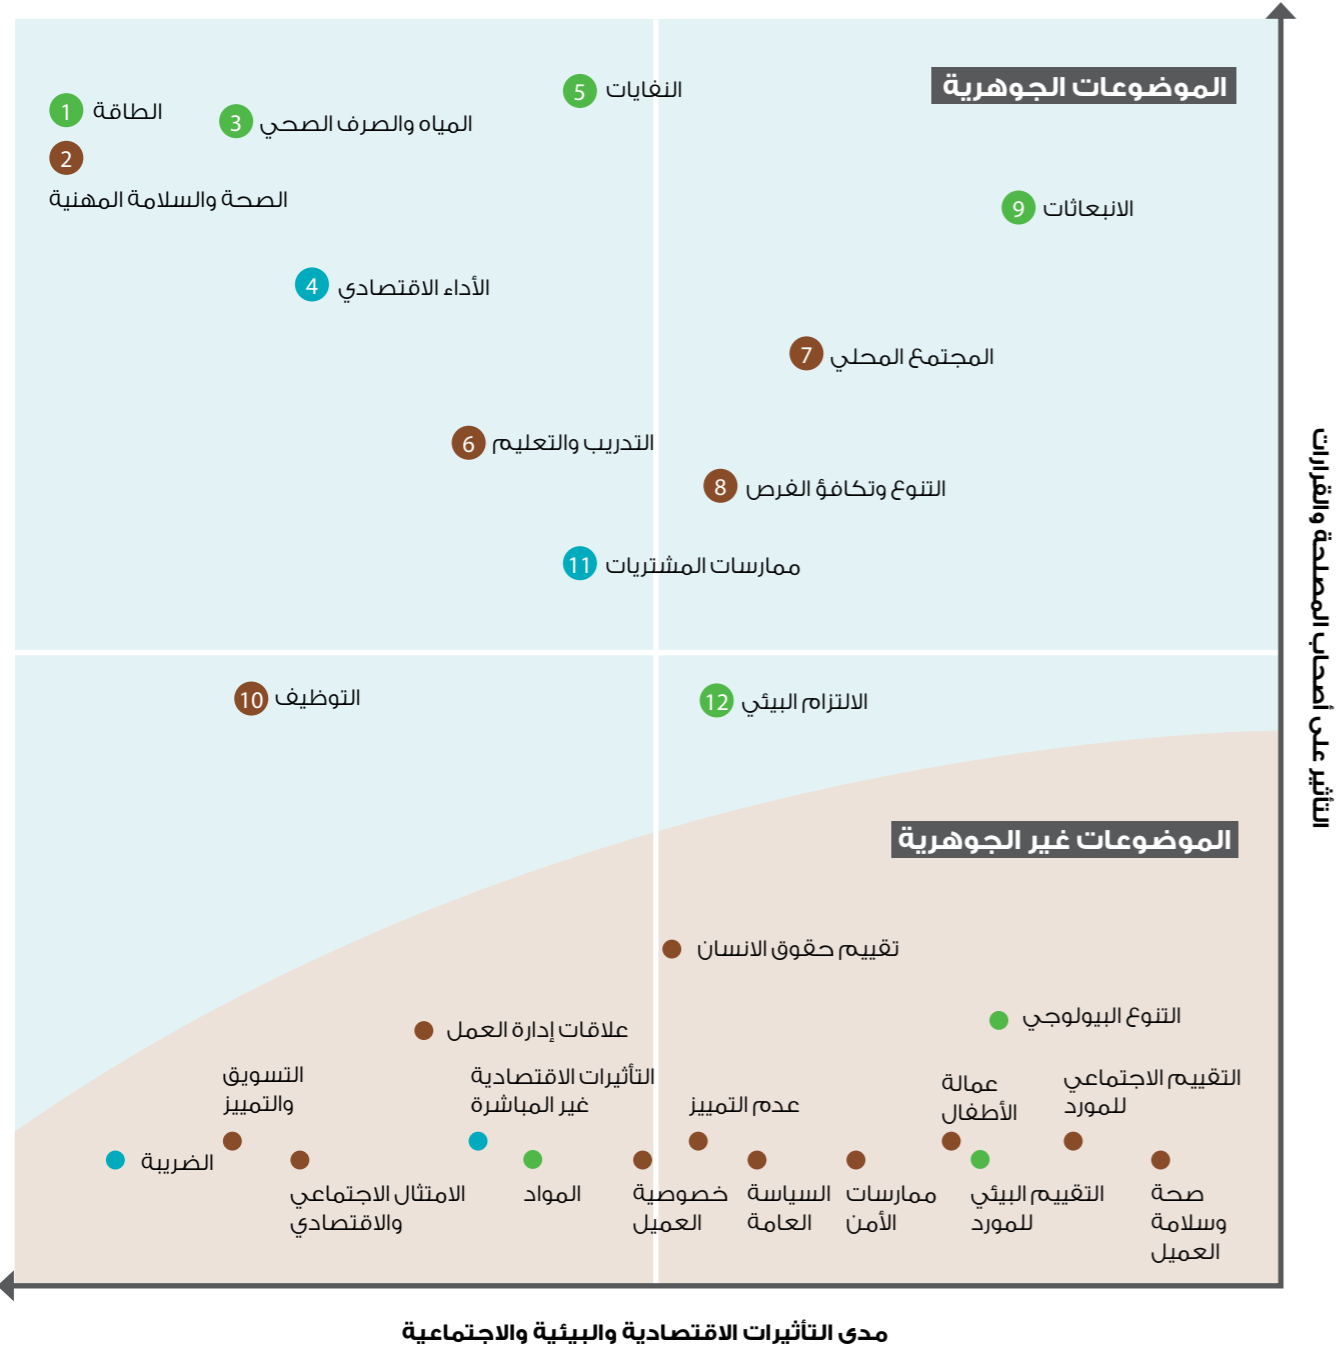 الموضوعات الجوهرية
5 النفايات
1 الطاقة
3 المياه والصرف الصحي
2
الصحة والسلامة المهنية
9 الانبعاثات
4 الأداء الاقتصادي
7 المجتمع المحلي
6 التدريب والتعليم
8 التنوع وتكافؤ الفرص
11 ممارسات المشتريات
10 التوظيف
12 الالتزام البيئي
الموضوعات غير الجوهرية
تقييم حقوق الانسان
التنوع البيولوجي
علاقات إدارة العمل
التقييم الاجتماعي
للمورد
عمالة
الأطفال
عدم التمييز
التأثيرات الاقتصادية
غير المباشرة
التسويق
والتمييز
الضريبة
صحة
وسلامة
العميل
التقييم البيئي
للمورد
ممارسات
الأمن
السياسة
العامة
خصوصية
العميل
المواد
الامتثال الاجتماعي
والاقتصادي
التأثير على أصحاب المصلحة والقرارات
مدى التأثيرات الاقتصادية والبيئية والاجتماعية